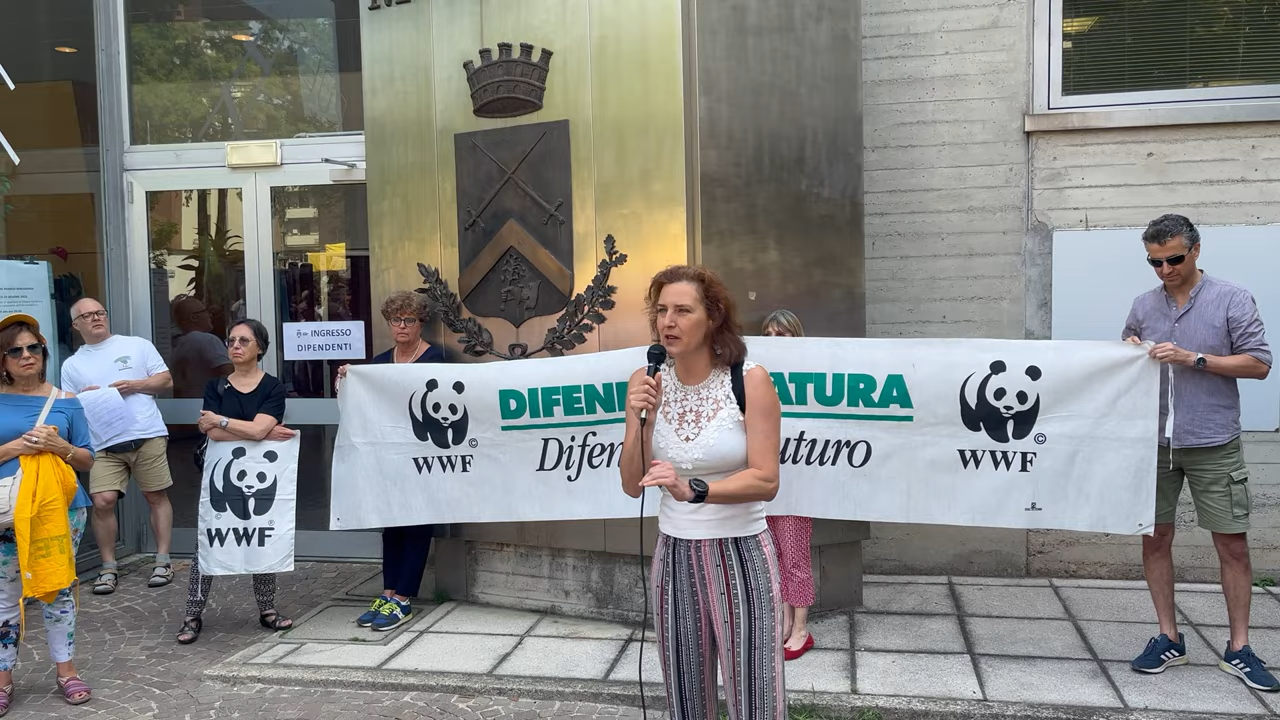 INGRESSO
DIPENDENTI
DIFEN ATURA
Difen uturo
WWF
WWF
WWF